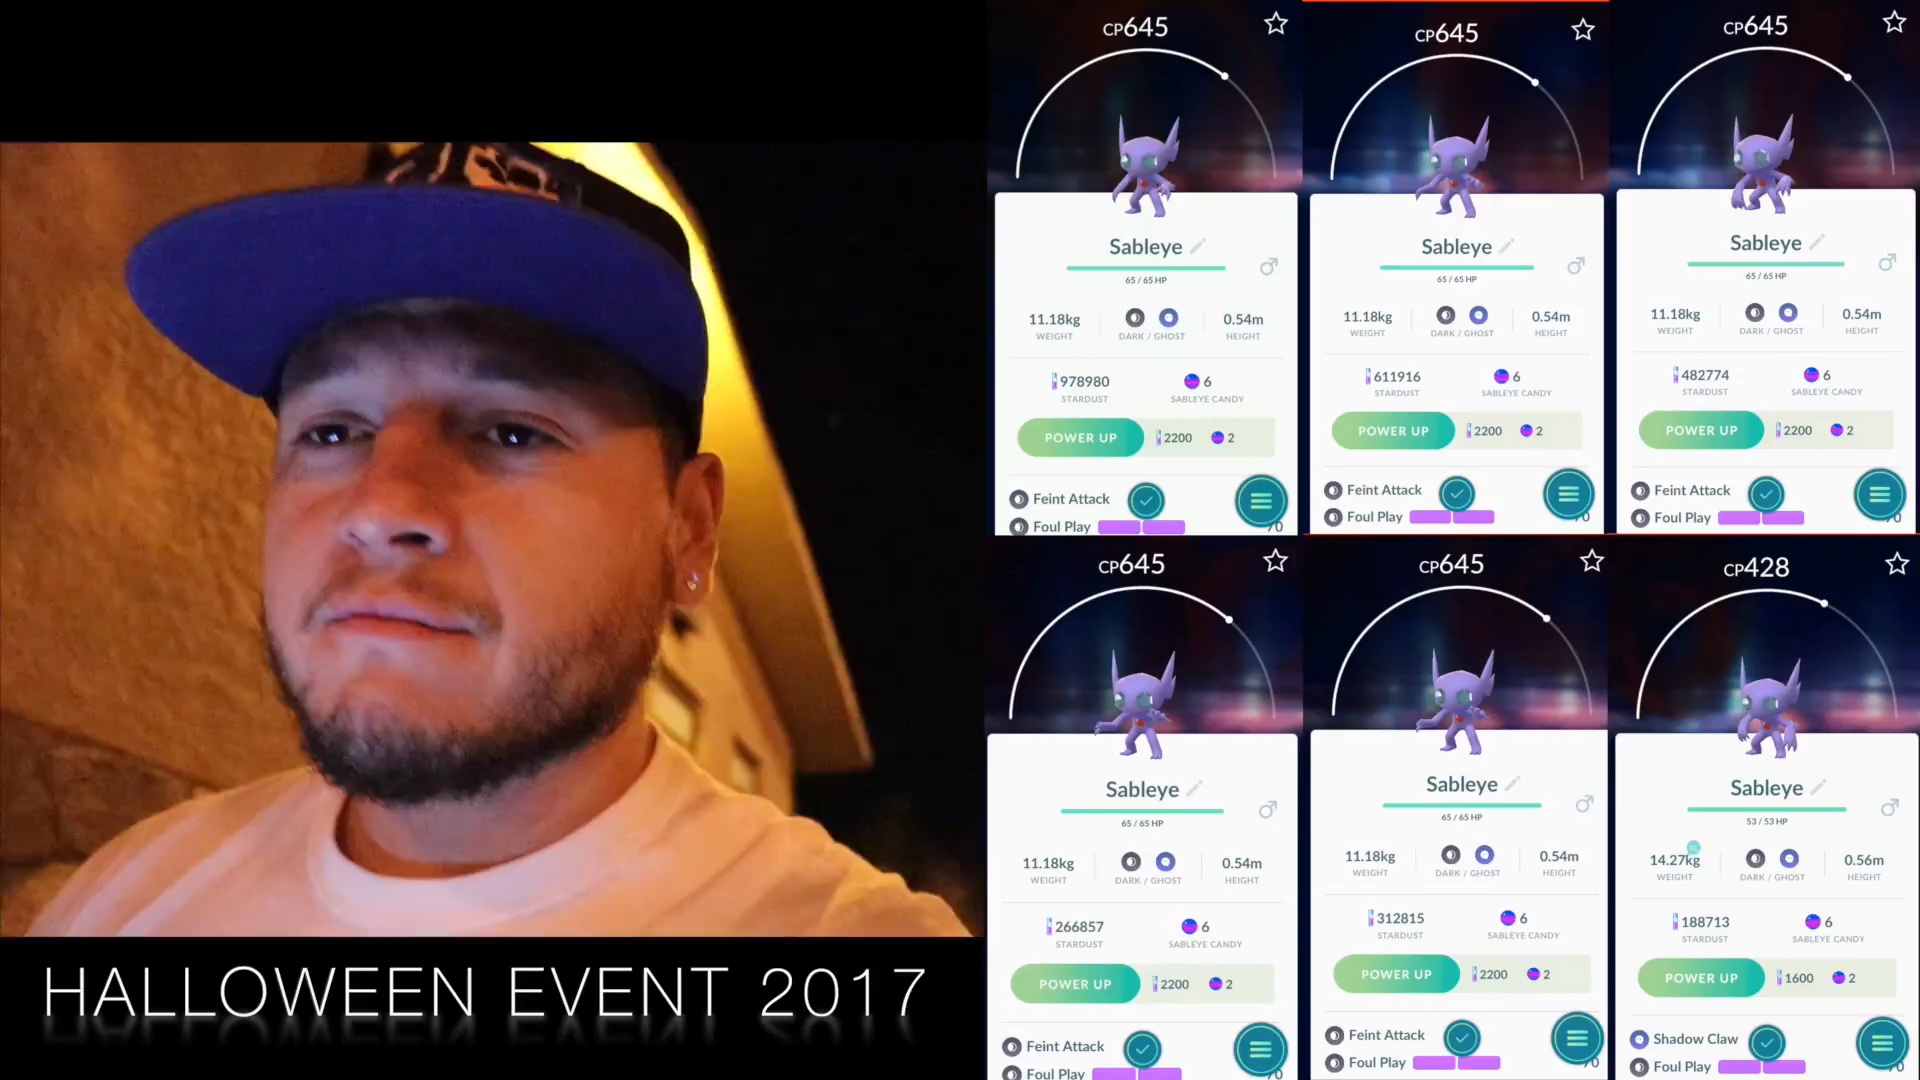 HALLOWEEN EVENT 2017
CP645
Sableye
65 / 65 HP
11.18kg
WEIGHT
DARK / GHOST
0.54m
HEIGHT
978980
STARDUST
6
SABLEYE CANDY
POWER UP
2200
2
Feint Attack
Foul Play
70
CP645
Sableye
65 / 65 HP
11.18kg
WEIGHT
DARK / GHOST
0.54m
HEIGHT
611916
STARDUST
6
SABLEYE CANDY
POWER UP
2200
2
Feint Attack
Foul Play
CP645
Sableye
65 / 65 HP
11.18kg
WEIGHT
DARK / GHOST
0.54m
HEIGHT
482774
STARDUST
6
SABLEYE CANDY
POWER UP
2200
2
Feint Attack
Foul Play
CP645
Sableye
65 / 65 HP
11.18kg
WEIGHT
DARK / GHOST
0.54m
HEIGHT
266857
STARDUST
6
SABLEYE CANDY
POWER UP
2200
2
Feint Attack
Foul Play
70
CP645
Sableye
65 / 65 HP
11.18kg
WEIGHT
DARK / GHOST
0.54m
HEIGHT
312815
STARDUST
6
SABLEYE CANDY
POWER UP
2200
2
Feint Attack
Foul Play
CP428
Sableye
53 / 53 HP
XL
14.27kg
WEIGHT
DARK / GHOST
0.56m
HEIGHT
188713
STARDUST
6
SABLEYE CANDY
POWER UP
1600
2
Shadow Claw
Foul Play